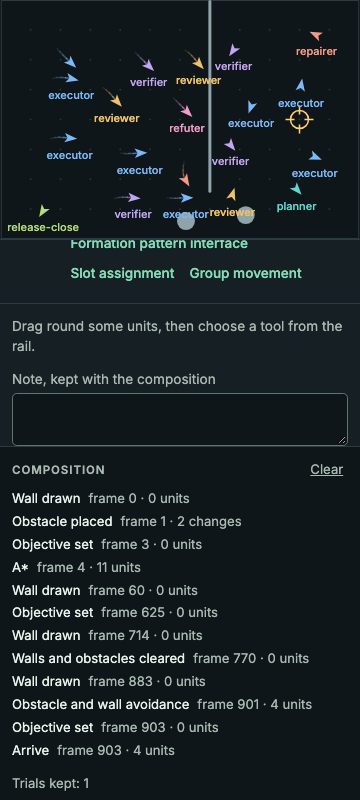 repairer
verifier
verifier
reviewer
executor
executor
reviewer
executor
refuter
executor
verifier
executor
executor
planner
verifier
executor
reviewer
release-close
Formation pattern interface
Slot assignment Group movement
Drag round some units, then choose a tool from the
rail.
Note, kept with the composition
COMPOSITION Clear
Wall drawn frame 0 · 0 units
Obstacle placed frame 1 · 2 changes
Objective set frame 3 · 0 units
A* frame 4 · 11 units
Wall drawn frame 60 · 0 units
Objective set frame 625 · 0 units
Wall drawn frame 714 · 0 units
Walls and obstacles cleared frame 770 · 0 units
Wall drawn frame 883 · 0 units
Obstacle and wall avoidance frame 901 · 4 units
Objective set frame 903 · 0 units
Arrive frame 903 · 4 units
Trials kept: 1